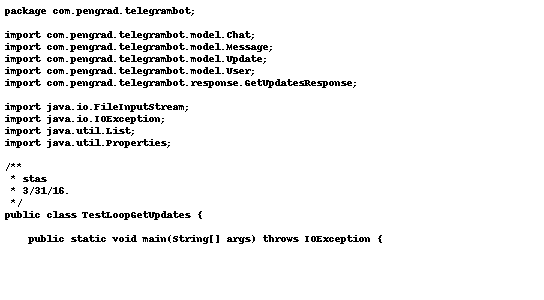 package com.pengrad.telegrambot;

import com.pengrad.telegrambot.model.Chat;
import com.pengrad.telegrambot.model.Message;
import com.pengrad.telegrambot.model.Update;
import com.pengrad.telegrambot.model.User;
import com.pengrad.telegrambot.response.GetUpdatesResponse;

import java.io.FileInputStream;
import java.io.IOException;
import java.util.List;
import java.util.Properties;

/**
 * stas
 * 3/31/16.
 */
public class TestLoopGetUpdates {

    public static void main(String[] args) throws IOException {